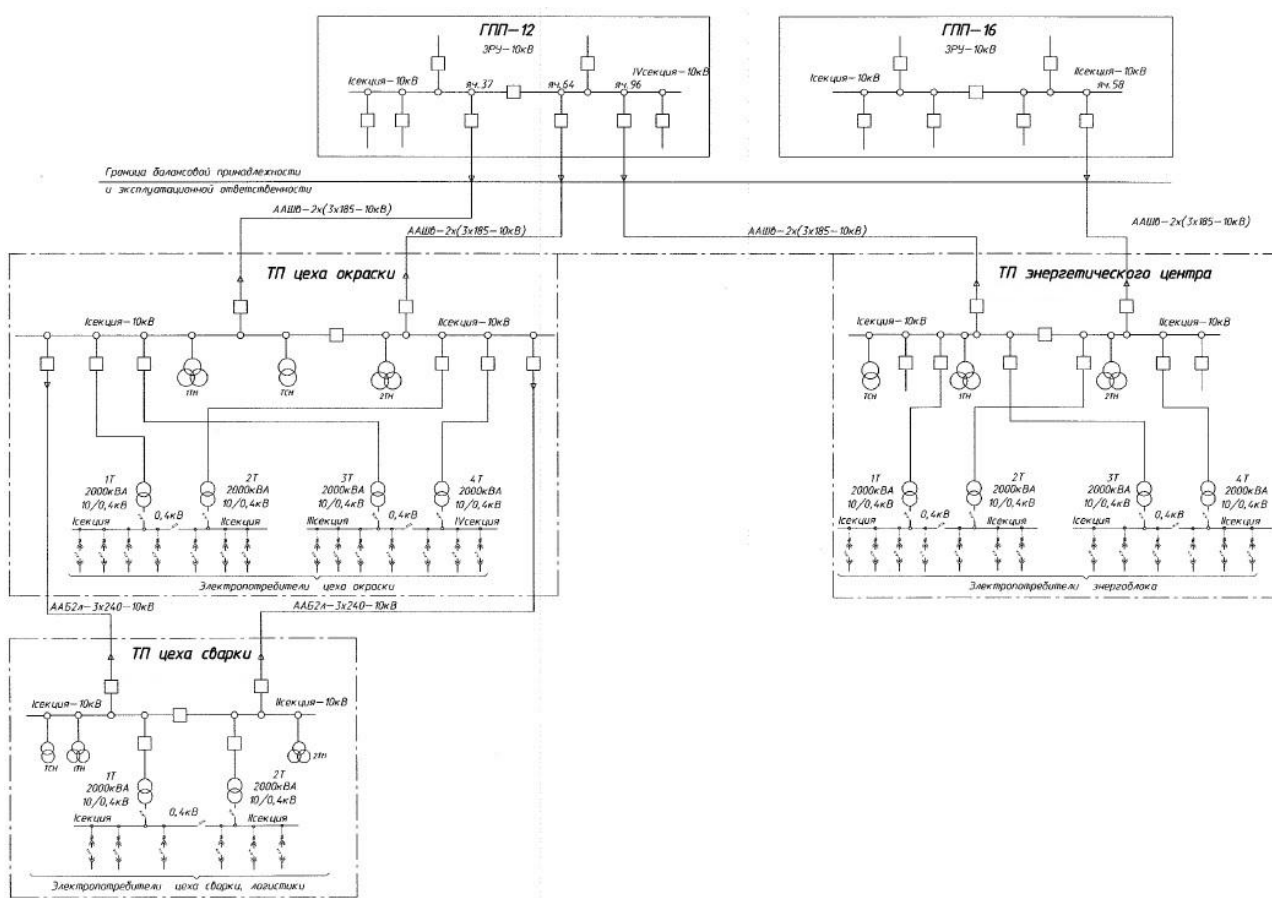 ГПП-12
ЗРУ-10кВ
Iсекция-10кВ
IVсекция-10кВ
яч.37
яч.64
яч.96
ГПП-16
ЗРУ-10кВ
Iсекция-10кВ
IIсекция-10кВ
яч.58
Граница балансовой принадлежности
и эксплуатационной ответственности
ААШв-2х(3х185-10кВ)
ААШв-2х(3х185-10кВ)
ААШв-2х(3х185-10кВ)
ААШв-2х(3х185-10кВ)
ТП цеха окраски
Iсекция-10кВ
IIсекция-10кВ
1ТН
ТСН
2ТН
1Т
2000кВА
10/0,4кВ
2Т
2000кВА
10/0,4кВ
3Т
2000кВА
10/0,4кВ
4Т
2000кВА
10/0,4кВ
Iсекция
0,4кВ
IIсекция
IIIсекция
0,4кВ
IVсекция
Электропотребители цеха окраски
ТП энергетического центра
Iсекция-10кВ
IIсекция-10кВ
ТСН
1ТН
2ТН
1Т
2000кВА
10/0,4кВ
2Т
2000кВА
10/0,4кВ
3Т
2000кВА
10/0,4кВ
4Т
2000кВА
10/0,4кВ
Iсекция
0,4кВ
IIсекция
Iсекция
0,4кВ
IIсекция
Электропотребители энергоблока
ААБ2л-3х240-10кВ
ААБ2л-3х240-10кВ
ТП цеха сварки
Iсекция-10кВ
IIсекция-10кВ
ТСН
1ТН
2ТН
1Т
2000кВА
10/0,4кВ
2Т
2000кВА
10/0,4кВ
Iсекция
0,4кВ
IIсекция
Электропотребители цеха сварки, логистики